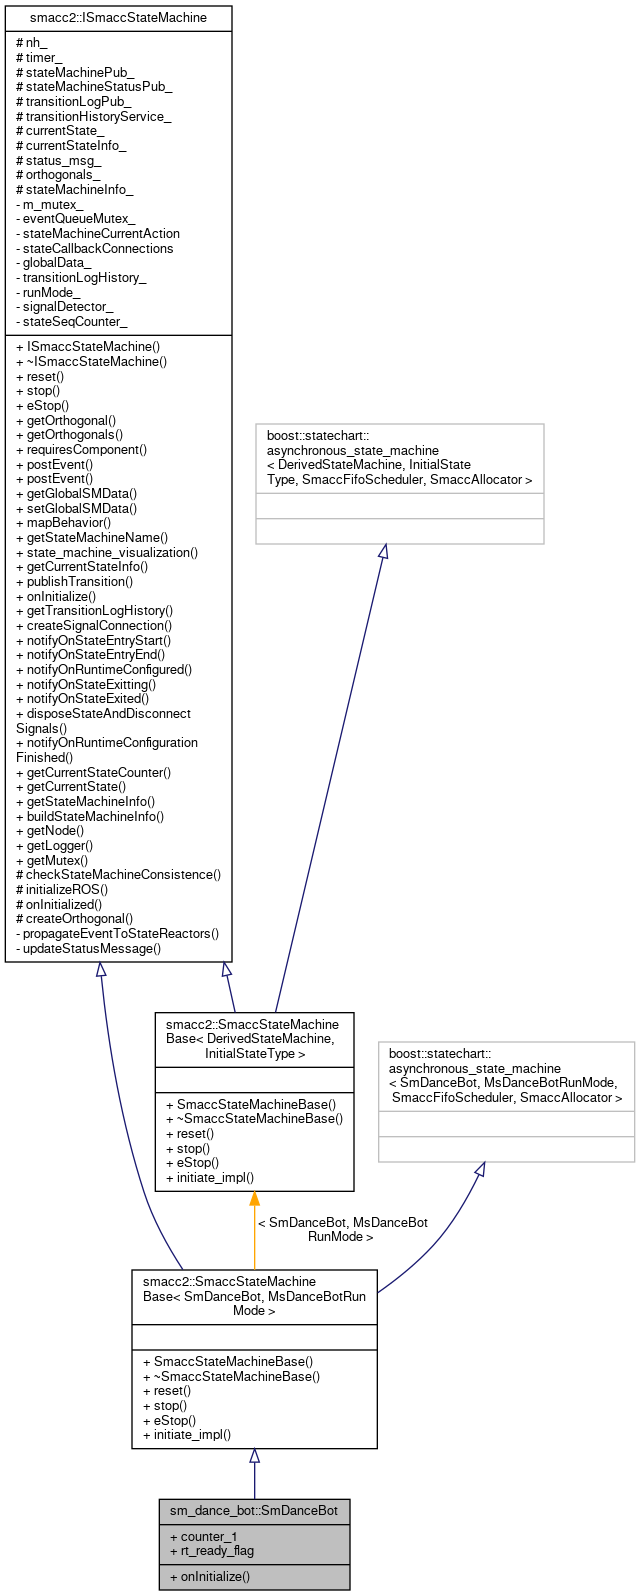 smacc2::ISmaccStateMachine
# nh_
# timer_
# stateMachinePub_
# stateMachineStatusPub_
# transitionLogPub_
# transitionHistoryService_
# currentState_
# currentStateInfo_
# status_msg_
# orthogonals_
# stateMachineInfo_
- m_mutex_
- eventQueueMutex_
- stateMachineCurrentAction
- stateCallbackConnections
- globalData_
- transitionLogHistory_
- runMode_
- signalDetector_
- stateSeqCounter_
+ ISmaccStateMachine()
+ ~ISmaccStateMachine()
+ reset()
+ stop()
+ eStop()
+ getOrthogonal()
+ getOrthogonals()
+ requiresComponent()
+ postEvent()
+ postEvent()
+ getGlobalSMData()
+ setGlobalSMData()
+ mapBehavior()
+ getStateMachineName()
+ state_machine_visualization()
+ getCurrentStateInfo()
+ publishTransition()
+ onInitialize()
+ getTransitionLogHistory()
+ createSignalConnection()
+ notifyOnStateEntryStart()
+ notifyOnStateEntryEnd()
+ notifyOnRuntimeConfigured()
+ notifyOnStateExitting()
+ notifyOnStateExited()
+ disposeStateAndDisconnect
Signals()
+ notifyOnRuntimeConfiguration
Finished()
+ getCurrentStateCounter()
+ getCurrentState()
+ getStateMachineInfo()
+ buildStateMachineInfo()
+ getNode()
+ getLogger()
+ getMutex()
# checkStateMachineConsistence()
# initializeROS()
# onInitialized()
# createOrthogonal()
- propagateEventToStateReactors()
- updateStatusMessage()
boost::statechart::
asynchronous_state_machine
< DerivedStateMachine, InitialState
Type, SmaccFifoScheduler, SmaccAllocator >
smacc2::SmaccStateMachine
Base< DerivedStateMachine,
InitialStateType >
+ SmaccStateMachineBase()
+ ~SmaccStateMachineBase()
+ reset()
+ stop()
+ eStop()
+ initiate_impl()
boost::statechart::
asynchronous_state_machine
< SmDanceBot, MsDanceBotRunMode,
SmaccFifoScheduler, SmaccAllocator >
< SmDanceBot, MsDanceBot
RunMode >
smacc2::SmaccStateMachine
Base< SmDanceBot, MsDanceBotRun
Mode >
+ SmaccStateMachineBase()
+ ~SmaccStateMachineBase()
+ reset()
+ stop()
+ eStop()
+ initiate_impl()
sm_dance_bot::SmDanceBot
+ counter_1
+ rt_ready_flag
+ onInitialize()